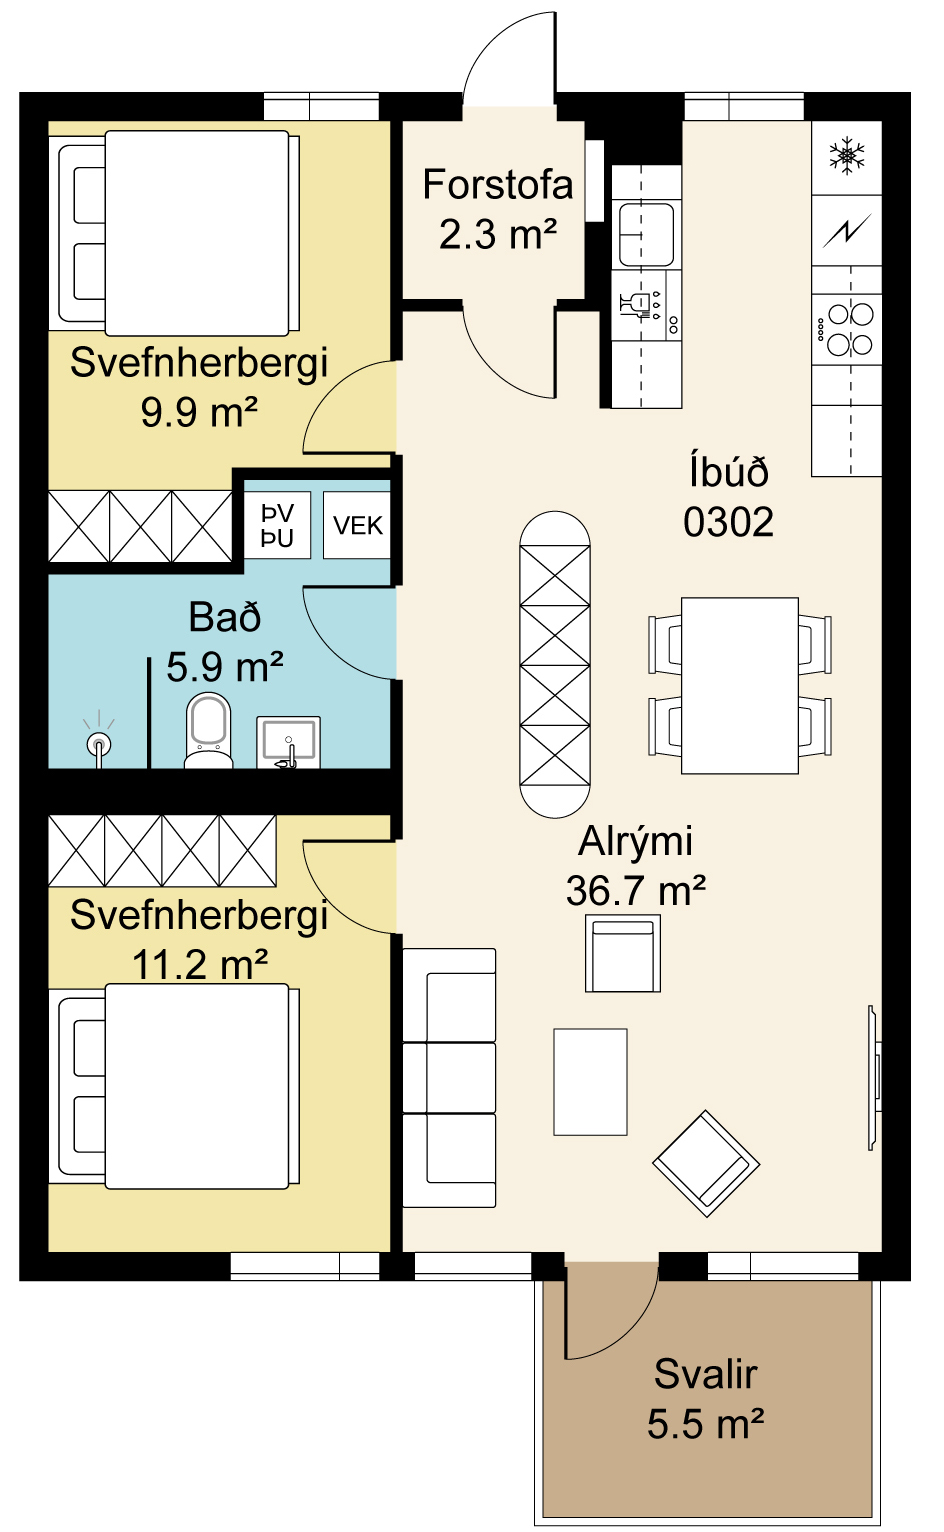 Forstofa
2.3 m²
Svefnherbergi
9.9 m²
Íbúð
0302
ÞV
ÞU
VEK
Bað
5.9 m²
Alrými
36.7 m²
Svefnherbergi
11.2 m²
Svalir
5.5 m²